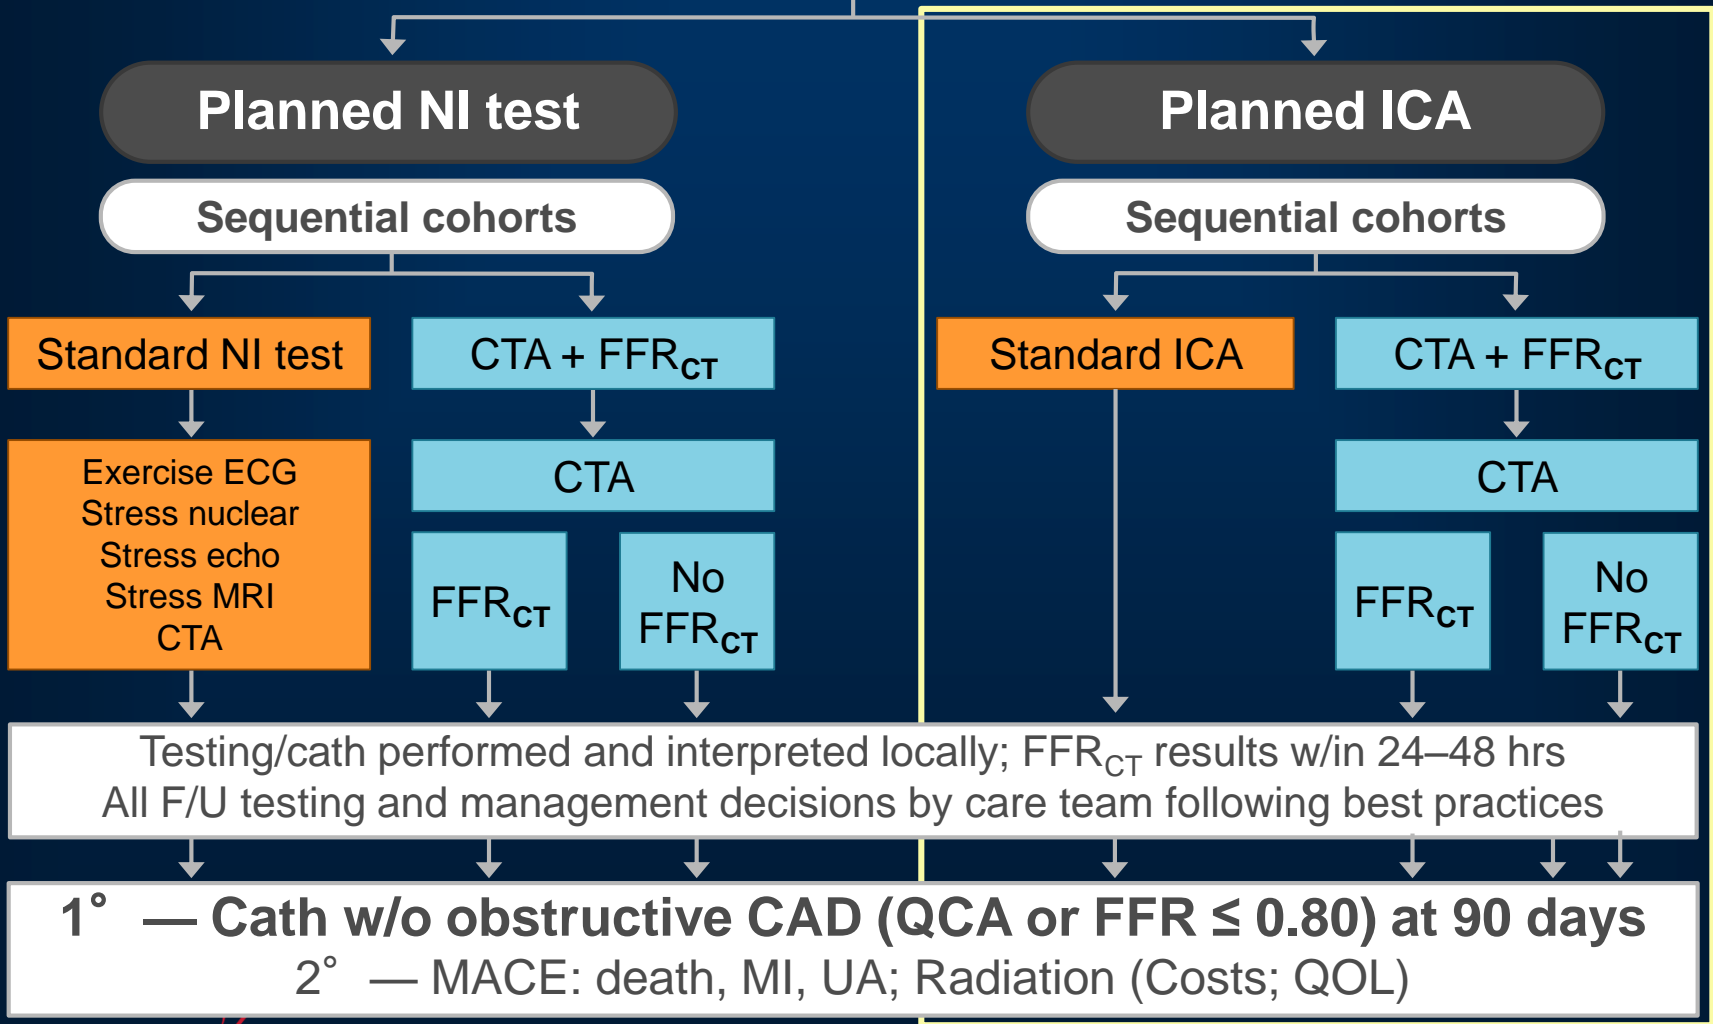 Planned NI test
Planned ICA
Sequential cohorts
Sequential cohorts
Standard NI test
CTA + FFRCT
Standard ICA
CTA + FFRCT
Exercise ECG
Stress nuclear
Stress echo
Stress MRI
CTA
CTA
FFRCT
No
FFRCT
CTA
FFRCT
No
FFRCT
Testing/cath performed and interpreted locally; FFRCT results w/in 24–48 hrs
All F/U testing and management decisions by care team following best practices
1° — Cath w/o obstructive CAD (QCA or FFR ≤ 0.80) at 90 days
2° — MACE: death, MI, UA; Radiation (Costs; QOL)